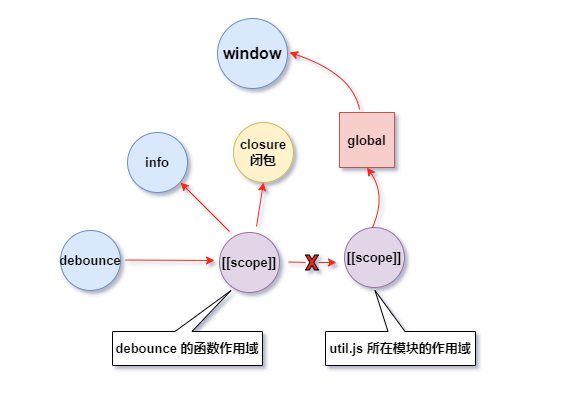 window
global
closure
闭包
info
debounce
[[scope]]
X
[[scope]]
debounce 的函数作用域
util.js 所在模块的作用域